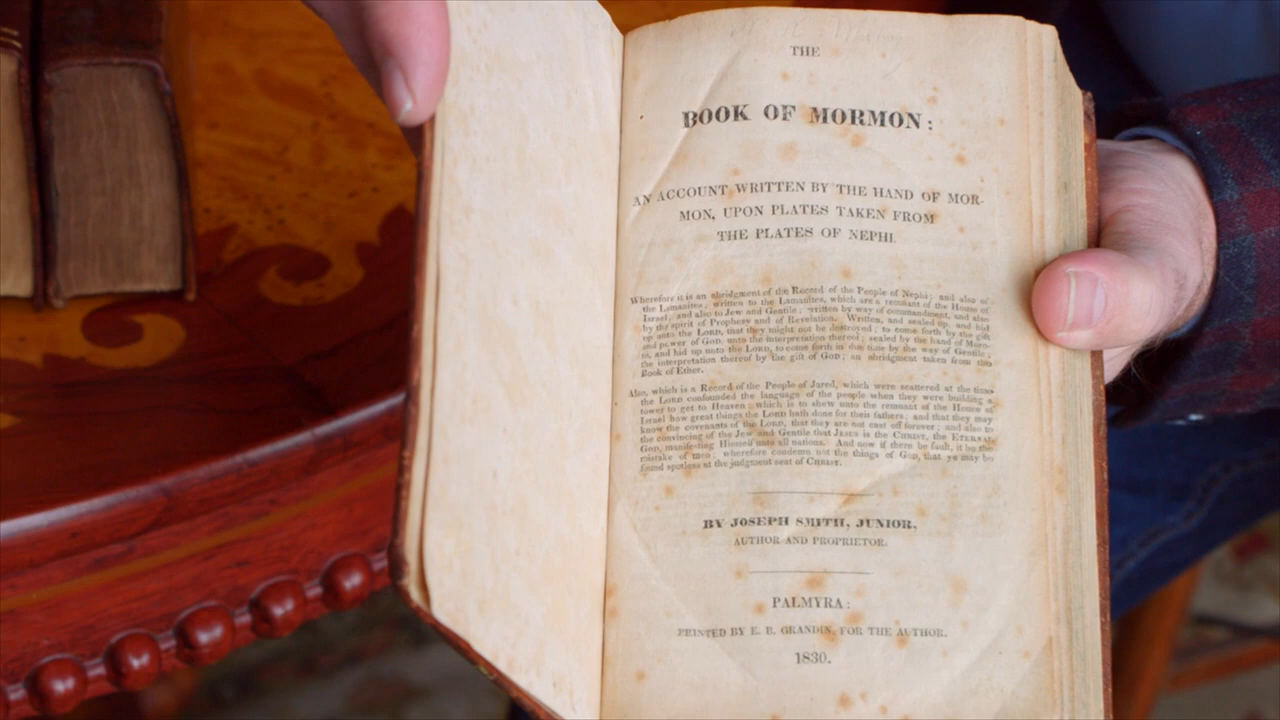 THE
BOOK OF MORMON:
AN ACCOUNT WRITTEN BY THE HAND OF MOR-
MON, UPON PLATES TAKEN FROM
THE PLATES OF NEPHI.
Wherefore it is an abridgment of the Record of the People of Nephi; and also of
the Lamanites; written to the Lamanites, which are a remnant of the House of
Israel; and also to Jew and Gentile; written by way of commandment, and also
by the spirit of Prophesy and of Revelation. Written, and sealed up, and hid
up unto the LORD, that they might not be destroyed; to come forth by the gift
and power of GOD, unto the interpretation thereof; sealed by the hand of Moro-
ni, and hid up unto the LORD, to come forth in due time by the way of Gentile;
the interpretation thereof by the gift of GOD; an abridgment taken from the
Book of Ether.
Also, which is a Record of the People of Jared, which were scattered at the time
the LORD confounded the language of the people when they were building a
tower to get to Heaven: which is to shew unto the remnant of the House of
Israel how great things the LORD hath done for their fathers; and that they may
know the covenants of the LORD, that they are not cast off forever; and also to
the convincing of the Jew and Gentile that JESUS is the CHRIST, the ETERNAL
GOD, manifesting Himself unto all nations. And now if there be fault, it be the
mistake of men; wherefore condemn not the things of GOD, that ye may be
found spotless at the judgment seat of CHRIST.
BY JOSEPH SMITH, JUNIOR,
AUTHOR AND PROPRIETOR.
PALMYRA:
PRINTED BY E. B. GRANDIN, FOR THE AUTHOR.
1830.